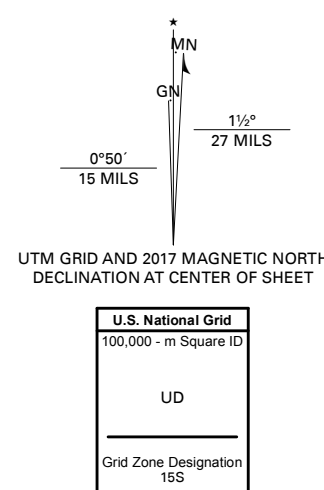 ★
MN
GN
1½°
27 MILS
0°50´
15 MILS
UTM GRID AND 2017 MAGNETIC NORTH
DECLINATION AT CENTER OF SHEET
U.S. National Grid
100,000 - m Square ID
UD
Grid Zone Designation
15S